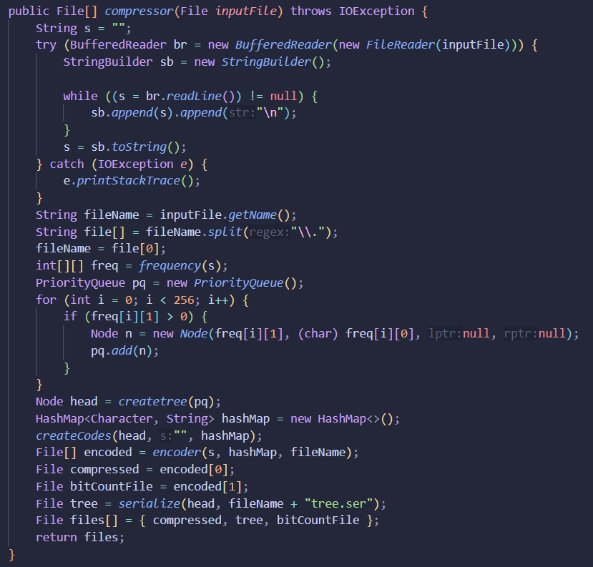 public File[] compressor(File inputFile) throws IOException {
    String s = "";
    try (BufferedReader br = new BufferedReader(new FileReader(inputFile))) {
        StringBuilder sb = new StringBuilder();

        while ((s = br.readLine()) != null) {
            sb.append(s).append(str:"\n");
        }
        s = sb.toString();
    } catch (IOException e) {
        e.printStackTrace();
    }
    String fileName = inputFile.getName();
    String file[] = fileName.split(regex:"\\.");
    fileName = file[0];
    int[][] freq = frequency(s);
    PriorityQueue pq = new PriorityQueue();
    for (int i = 0; i < 256; i++) {
        if (freq[i][1] > 0) {
            Node n = new Node(freq[i][1], (char) freq[i][0], lptr:null, rptr:null);
            pq.add(n);
        }
    }
    Node head = createtree(pq);
    HashMap<Character, String> hashMap = new HashMap<>();
    createCodes(head, s:"", hashMap);
    File[] encoded = encoder(s, hashMap, fileName);
    File compressed = encoded[0];
    File bitCountFile = encoded[1];
    File tree = serialize(head, fileName + "tree.ser");
    File files[] = { compressed, tree, bitCountFile };
    return files;
}